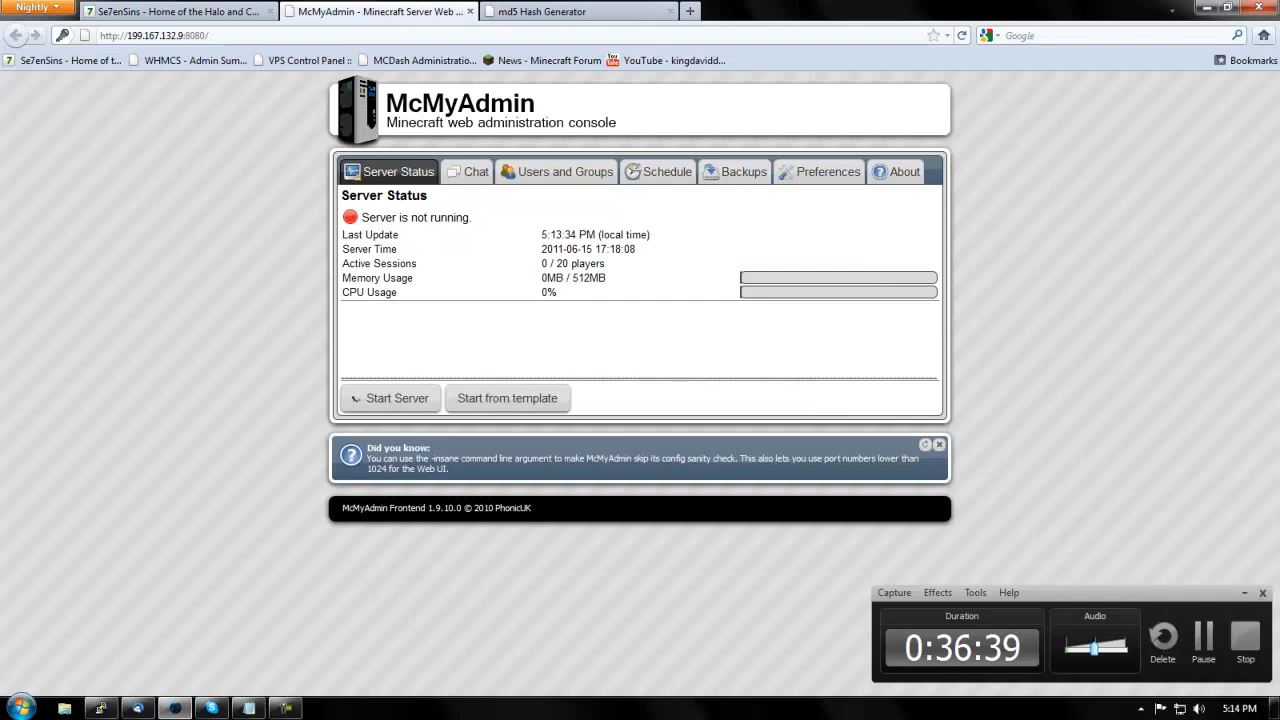 Nightly
Se7enSins - Home of the Halo and C...
McMyAdmin - Minecraft Server Web ...
md5 Hash Generator
http://199.167.132.9:8080/
Google
Se7enSins - Home of t...
WHMCS - Admin Sum...
VPS Control Panel ::
MCDash Administratio...
News - Minecraft Forum
YouTube - kingdavidd...
Bookmarks
McMyAdmin
Minecraft web administration console
Server Status
Chat
Users and Groups
Schedule
Backups
Preferences
About
Server Status
Server is not running.
Last Update 5:13:34 PM (local time)
Server Time 2011-06-15 17:18:08
Active Sessions 0 / 20 players
Memory Usage 0MB / 512MB
CPU Usage 0%
Start Server
Start from template
Did you know:
You can use the -insane command line argument to make McMyAdmin skip its config sanity check. This also lets you use port numbers lower than
1024 for the Web UI.
McMyAdmin Frontend 1.9.10.0 © 2010 PhonicUK
Capture Effects Tools Help
Duration
Audio
0:36:39
Delete
Pause
Stop
5:14 PM